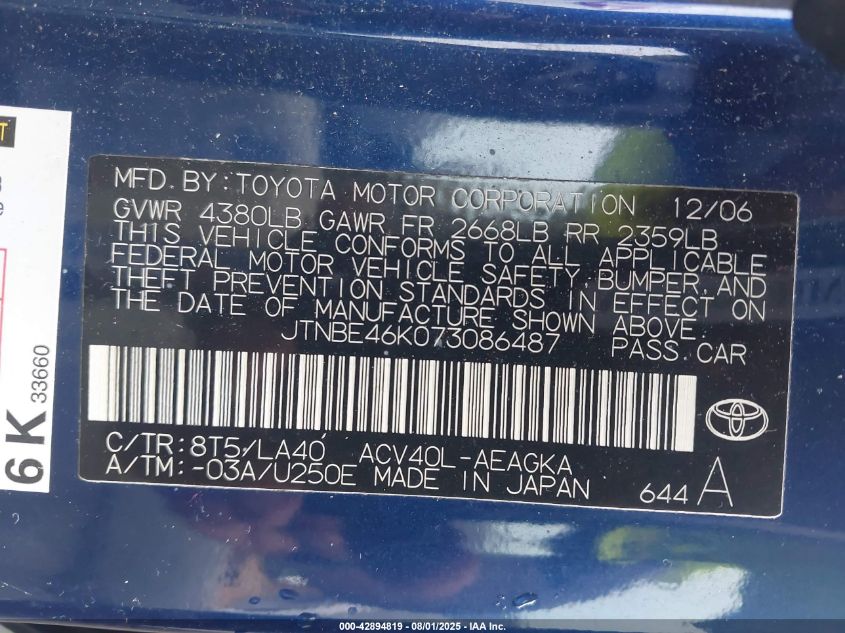 MFD. BY: TOYOTA MOTOR CORPORATION 12/06
GVWR 4380LB GAWR FR 2668LB RR 2359LB
THIS VEHICLE CONFORMS TO ALL APPLICABLE
FEDERAL MOTOR VEHICLE SAFETY, BUMPER, AND
THEFT PREVENTION STANDARDS IN EFFECT ON
THE DATE OF MANUFACTURE SHOWN ABOVE.
JTNBE46K073086487 PASS. CAR
C/TR: 8T5/LA40 ACV40L-AEAGKA
A/TM: -03A/U250E MADE IN JAPAN
644 A
6K
33660
000-42894819 - 08/01/2025 - IAA Inc.